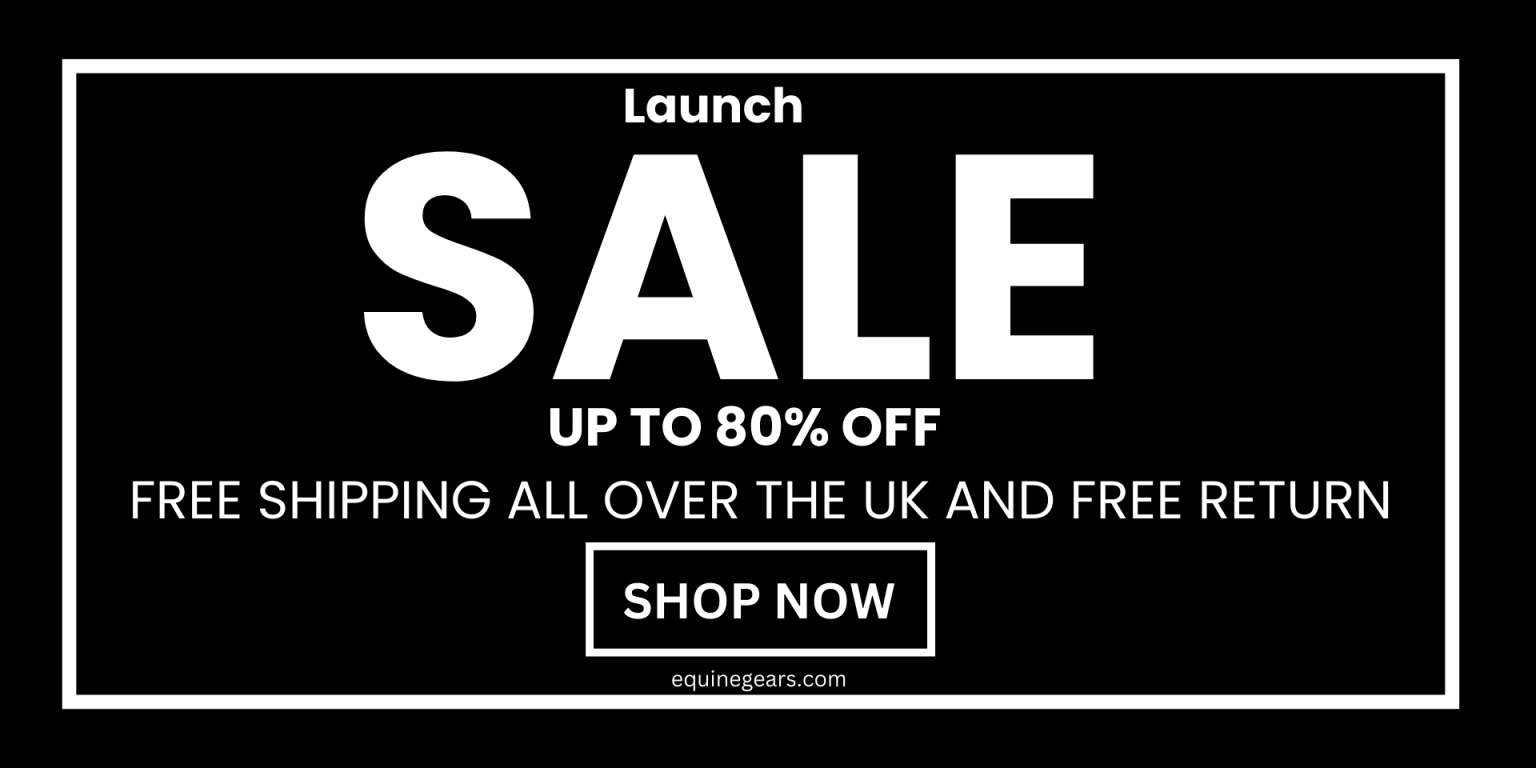 Launch
SALE
UP TO 80% OFF
FREE SHIPPING ALL OVER THE UK AND FREE RETURN
SHOP NOW
equinegears.com